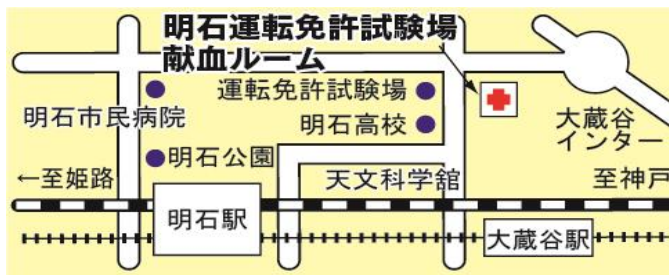 明石運転免許試験場
献血ルーム
運転免許試験場
明石市民病院
明石高校
大蔵谷
インター
明石公園
←至姫路
天文科学館
至神戸
明石駅
大蔵谷駅